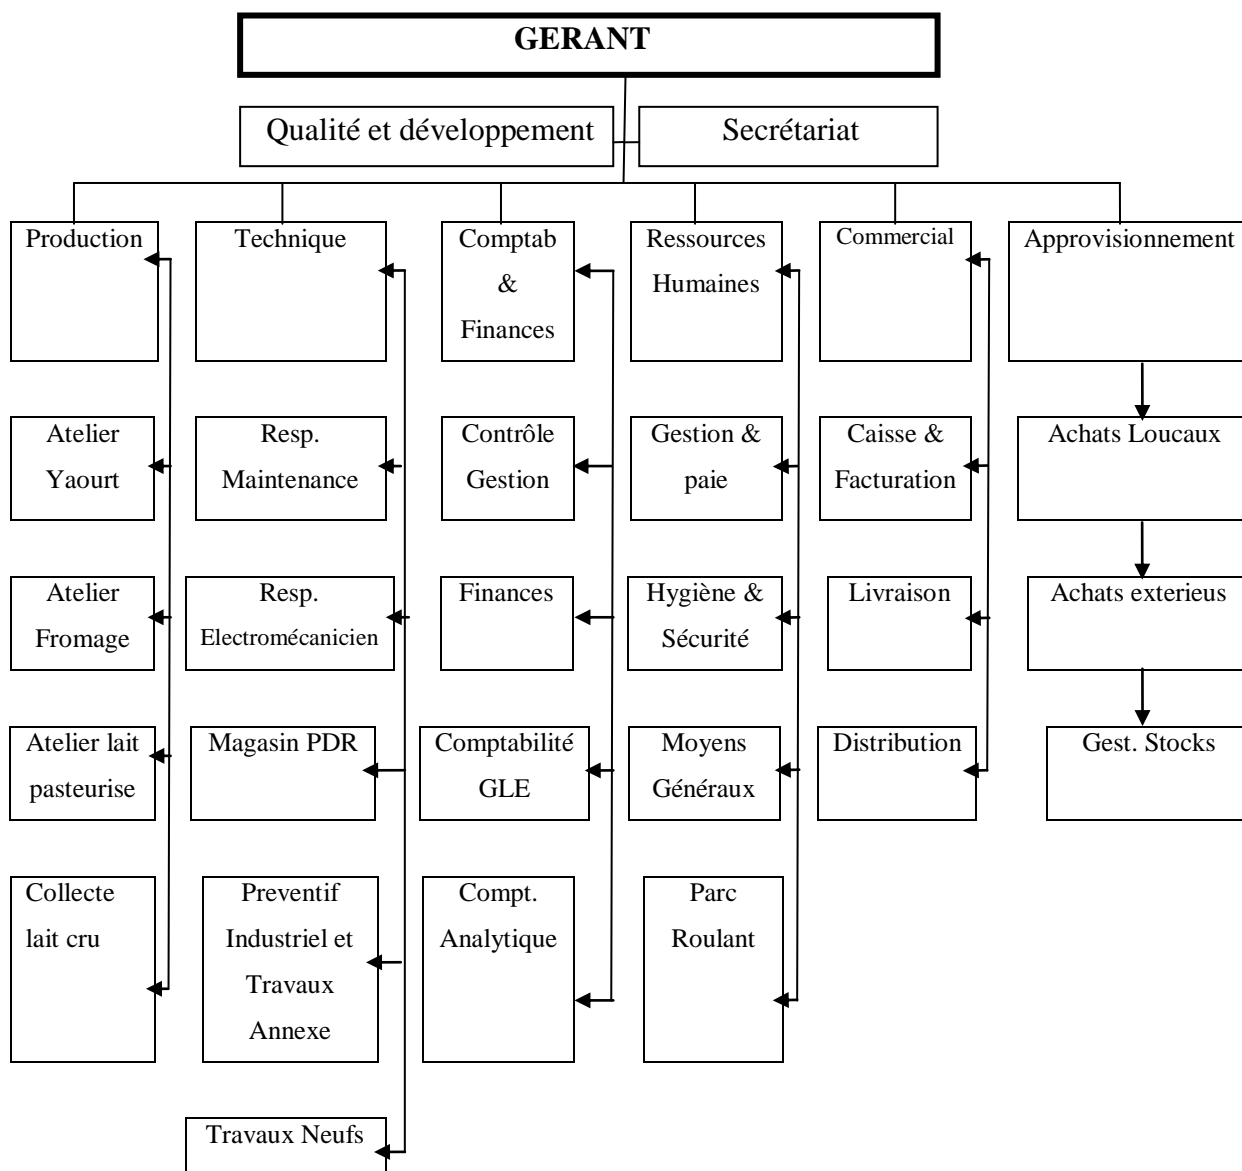 GERANT
Qualité et développement
Secrétariat
Production
Technique
Comptab
&
Finances
Ressources
Humaines
Commercial
Approvisionnement
Atelier
Yaourt
Resp.
Maintenance
Contrôle
Gestion
Gestion &
paie
Caisse &
Facturation
Achats Loucaux
Atelier
Fromage
Resp.
Electromécanicien
Finances
Hygiène &
Sécurité
Livraison
Achats exterieus
Atelier lait
pasteurise
Magasin PDR
Comptabilité
GLE
Moyens
Généraux
Distribution
Gest. Stocks
Collecte
lait cru
Preventif
Industriel et
Travaux
Annexe
Compt.
Analytique
Parc
Roulant
Travaux Neufs